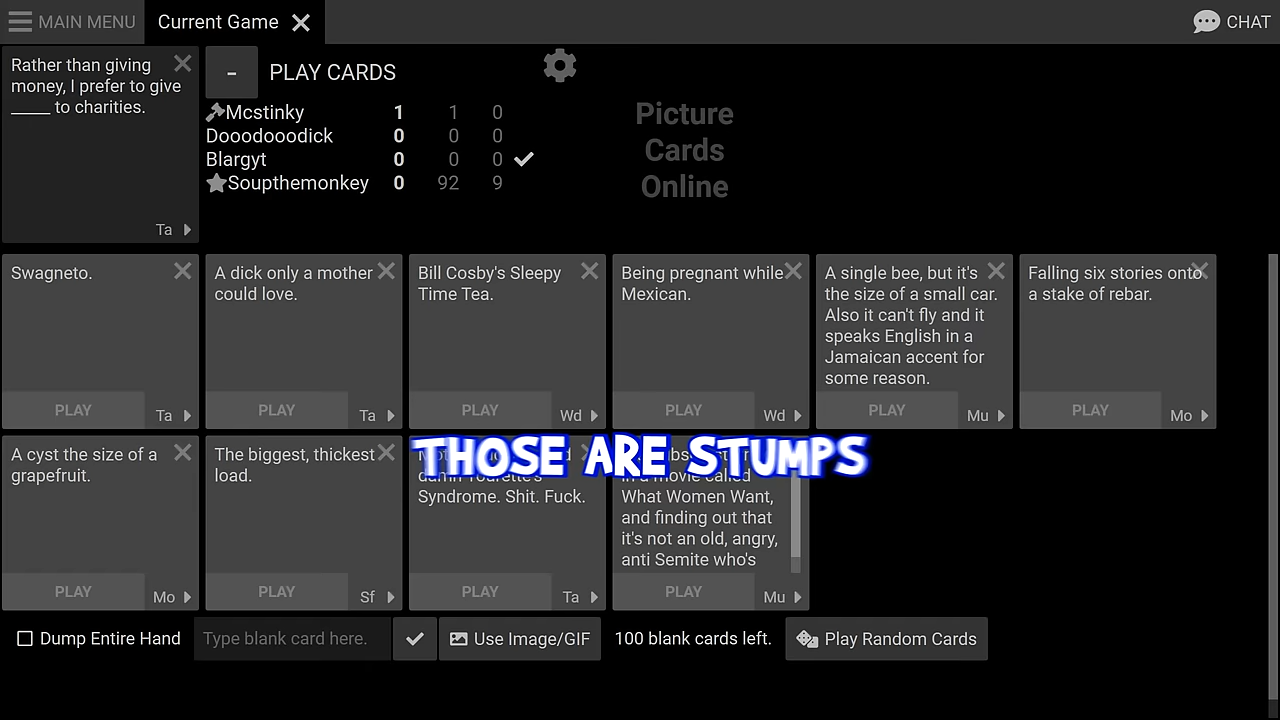 MAIN MENU
Current Game
CHAT
Rather than giving
money, I prefer to give
_____ to charities.
Ta
-
PLAY CARDS
Mcstinky 1 1 0
Dooodooodick 0 0 0
Blargyt 0 0 0
Soupthemonkey 0 92 9
Picture
Cards
Online
Swagneto.
PLAY
Ta
A dick only a mother
could love.
PLAY
Ta
Bill Cosby's Sleepy
Time Tea.
PLAY
Wd
Being pregnant while
Mexican.
PLAY
Wd
A single bee, but it's
the size of a small car.
Also it can't fly and it
speaks English in a
Jamaican accent for
some reason.
PLAY
Mu
Falling six stories onto
a stake of rebar.
PLAY
Mo
THOSE ARE STUMPS
A cyst the size of a
grapefruit.
PLAY
Mo
The biggest, thickest
load.
PLAY
Sf
damn Tourette's
Syndrome. Shit. Fuck.
PLAY
Ta
in a movie called
What Women Want,
and finding out that
it's not an old, angry,
anti Semite who's
PLAY
Mu
Dump Entire Hand
Type blank card here.
Use Image/GIF
100 blank cards left.
Play Random Cards